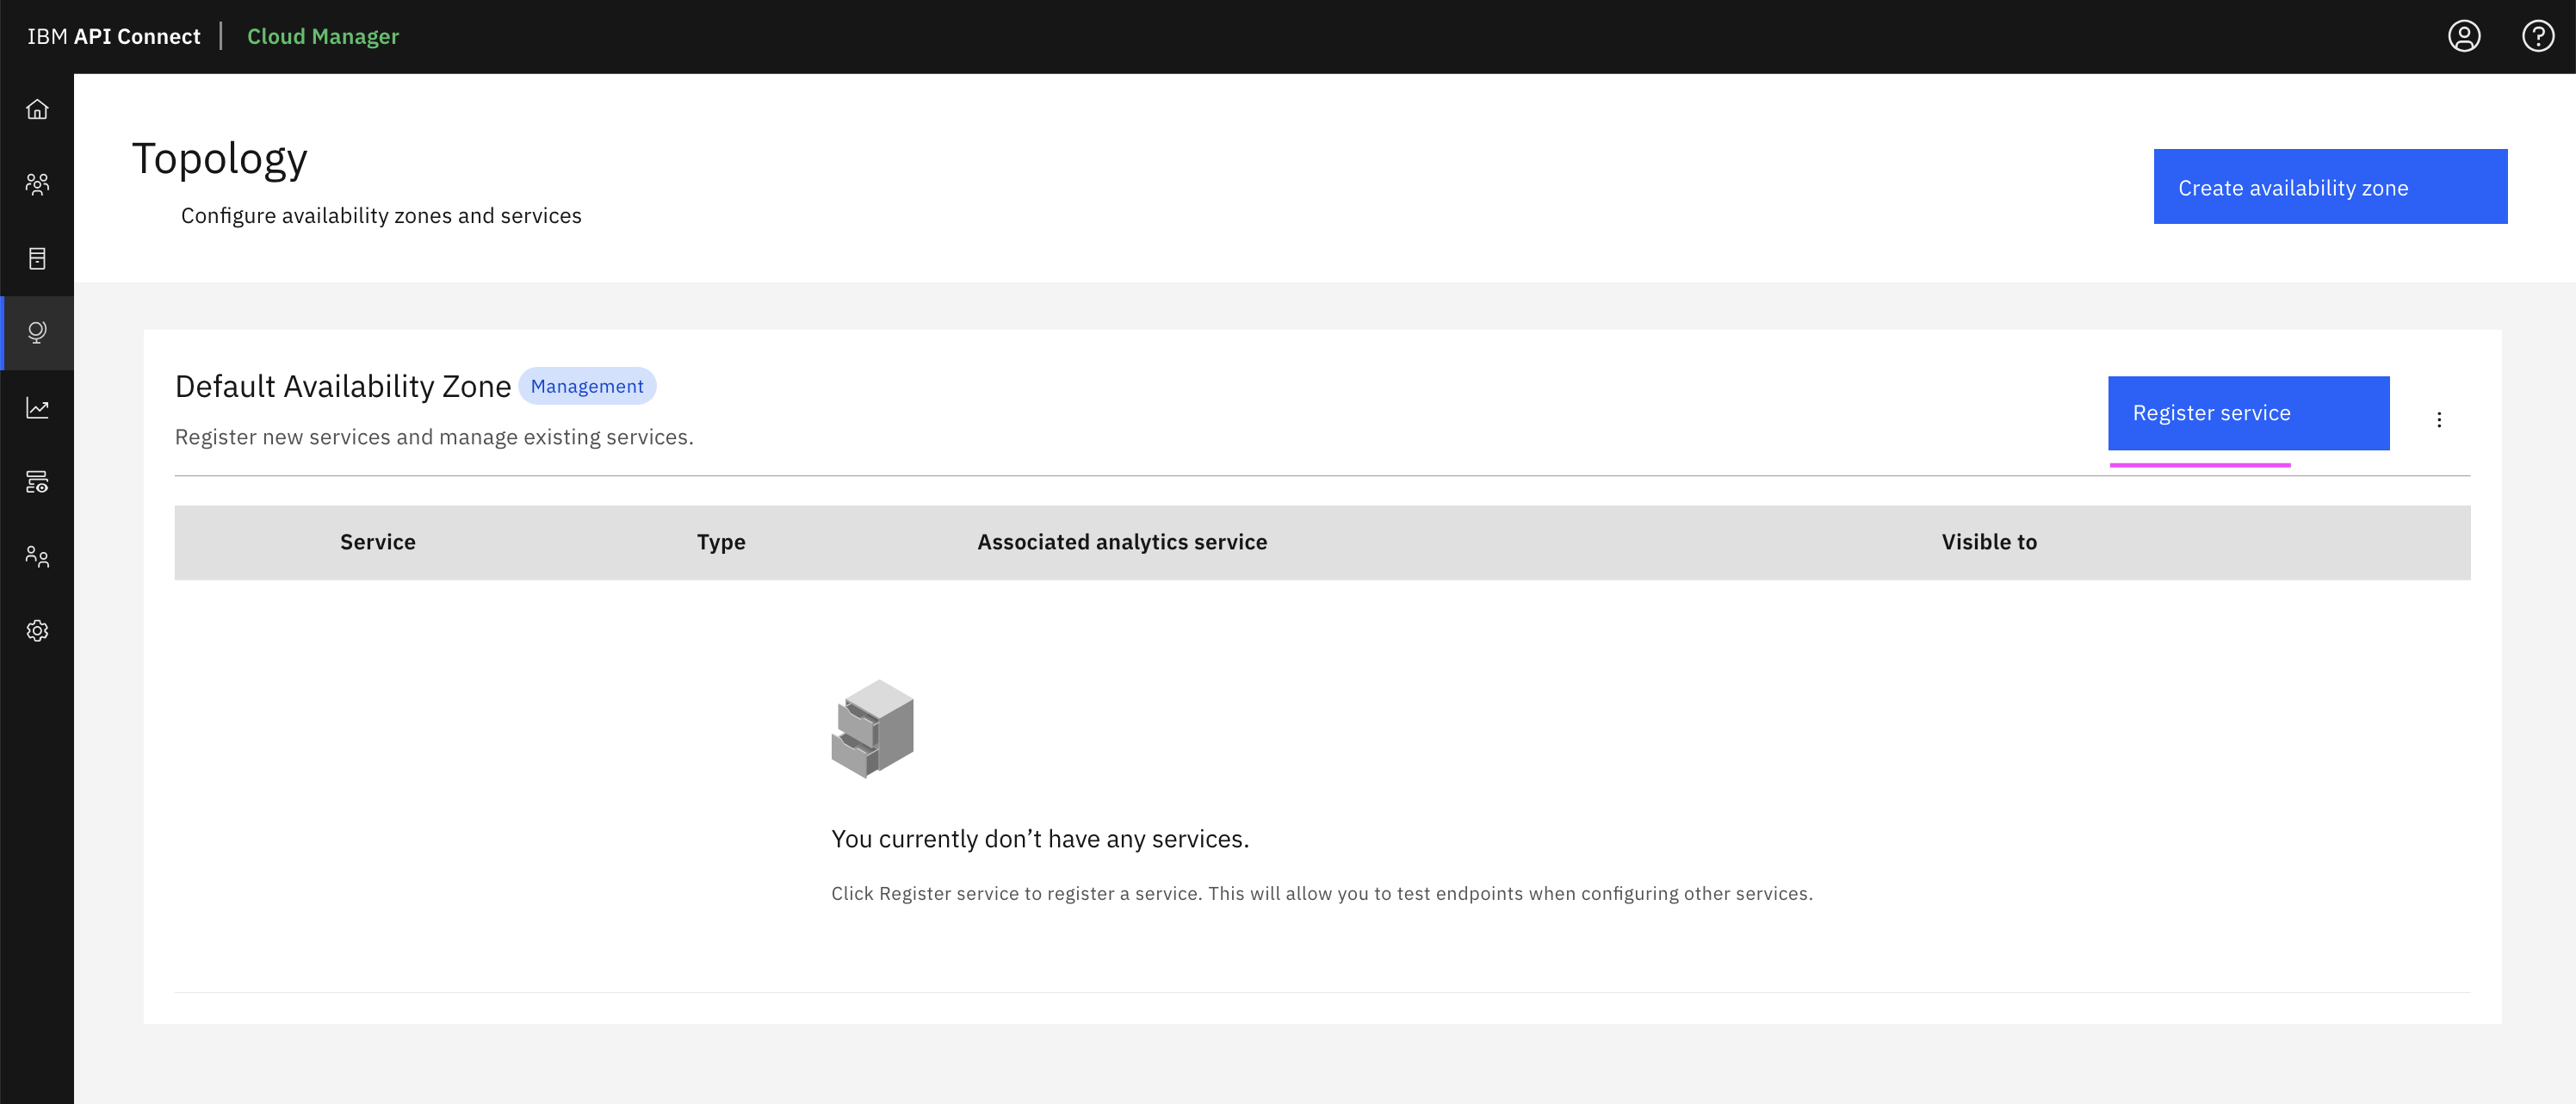 IBM API Connect | Cloud Manager
Topology
Configure availability zones and services
Create availability zone
Default Availability Zone Management
Register new services and manage existing services.
Register service
Service Type Associated analytics service Visible to
You currently don’t have any services.
Click Register service to register a service. This will allow you to test endpoints when configuring other services.